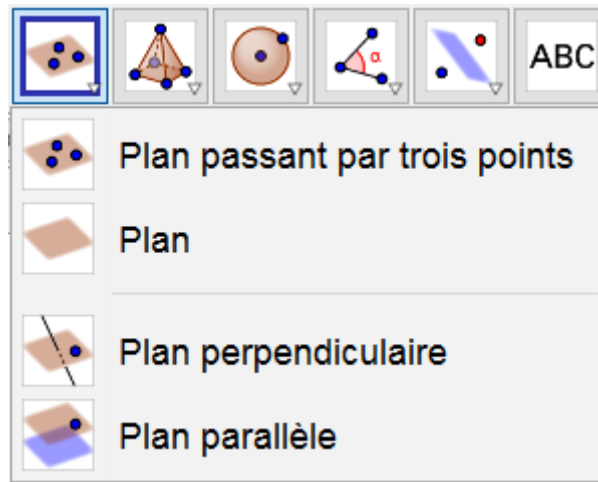 α
ABC
Plan passant par trois points
Plan
Plan perpendiculaire
Plan parallèle